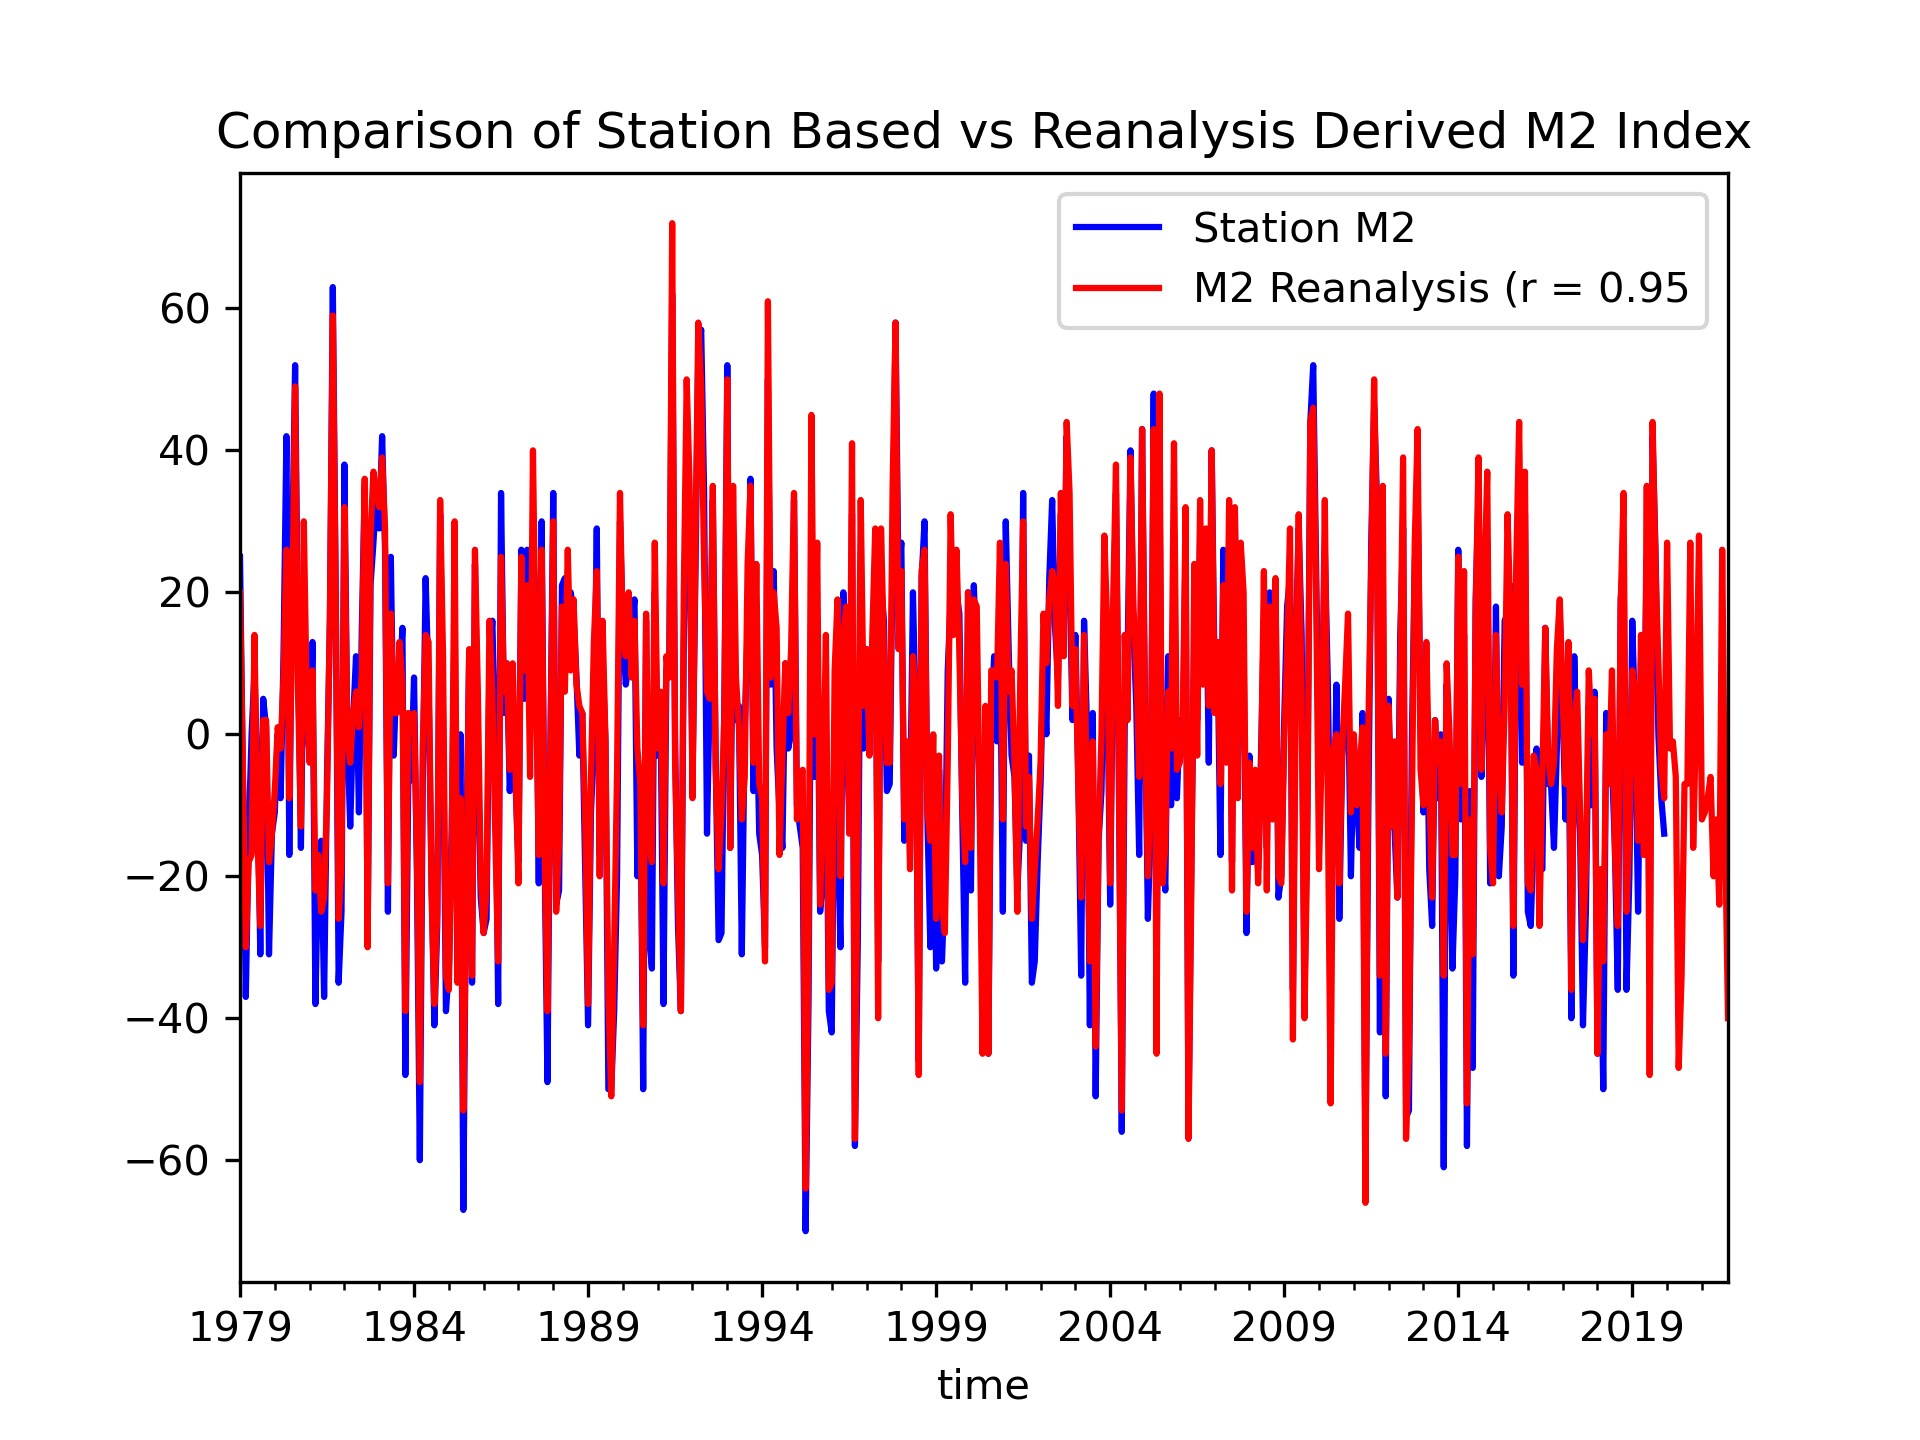 Comparison of Station Based vs Reanalysis Derived M2 Index
Station M2
M2 Reanalysis (r = 0.95
60
40
20
0
−20
−40
−60
1979 1984 1989 1994 1999 2004 2009 2014 2019
time